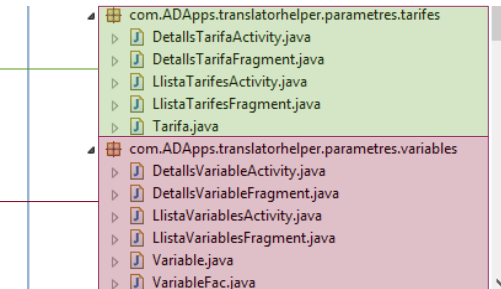 com.ADApps.translatorhelper.parametres.tarifes
DetallsTarifaActivity.java
DetallsTarifaFragment.java
LlistaTarifesActivity.java
LlistaTarifesFragment.java
Tarifa.java
com.ADApps.translatorhelper.parametres.variables
DetallsVariableActivity.java
DetallsVariableFragment.java
LlistaVariablesActivity.java
LlistaVariablesFragment.java
Variable.java
VariableFac.java